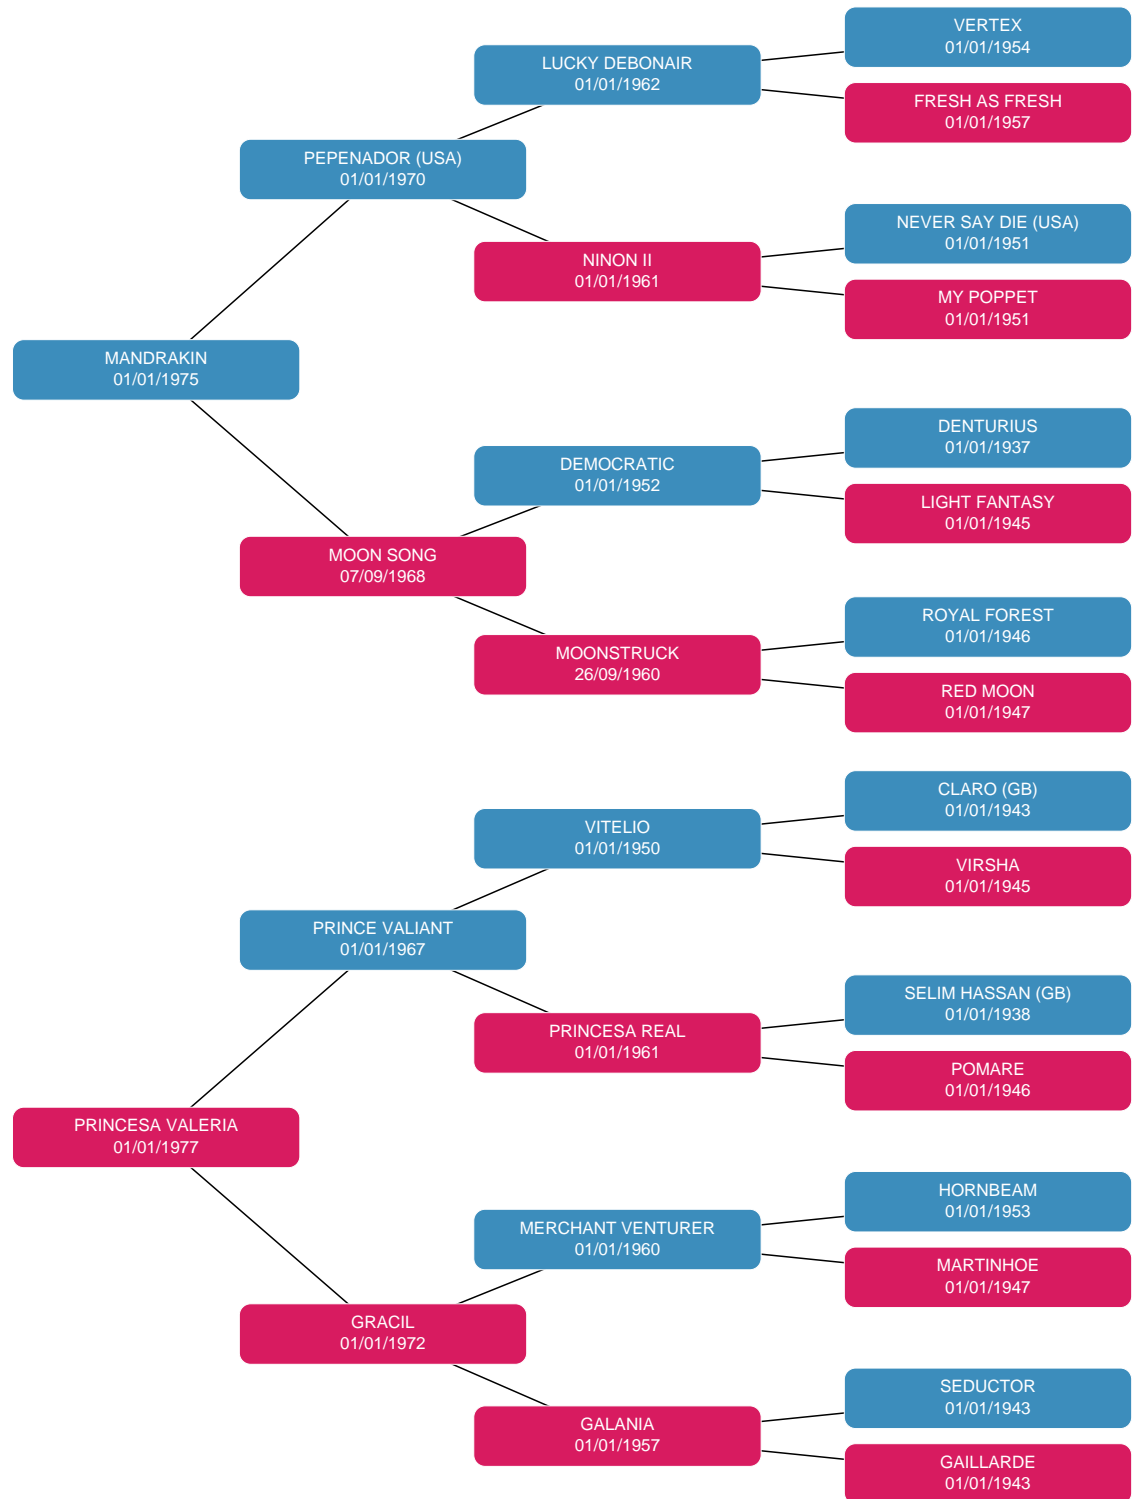 VERTEX
01/01/1954
LUCKY DEBONAIR
01/01/1962
FRESH AS FRESH
01/01/1957
PEPENADOR (USA)
01/01/1970
NEVER SAY DIE (USA)
01/01/1951
NINON II
01/01/1961
MY POPPET
01/01/1951
MANDRAKIN
01/01/1975
DENTURIUS
01/01/1937
DEMOCRATIC
01/01/1952
LIGHT FANTASY
01/01/1945
MOON SONG
07/09/1968
ROYAL FOREST
01/01/1946
MOONSTRUCK
26/09/1960
RED MOON
01/01/1947
CLARO (GB)
01/01/1943
VITELIO
01/01/1950
VIRSHA
01/01/1945
PRINCE VALIANT
01/01/1967
SELIM HASSAN (GB)
01/01/1938
PRINCESA REAL
01/01/1961
POMARE
01/01/1946
PRINCESA VALERIA
01/01/1977
HORNBEAM
01/01/1953
MERCHANT VENTURER
01/01/1960
MARTINHOE
01/01/1947
GRACIL
01/01/1972
SEDUCTOR
01/01/1943
GALANIA
01/01/1957
GAILLARDE
01/01/1943